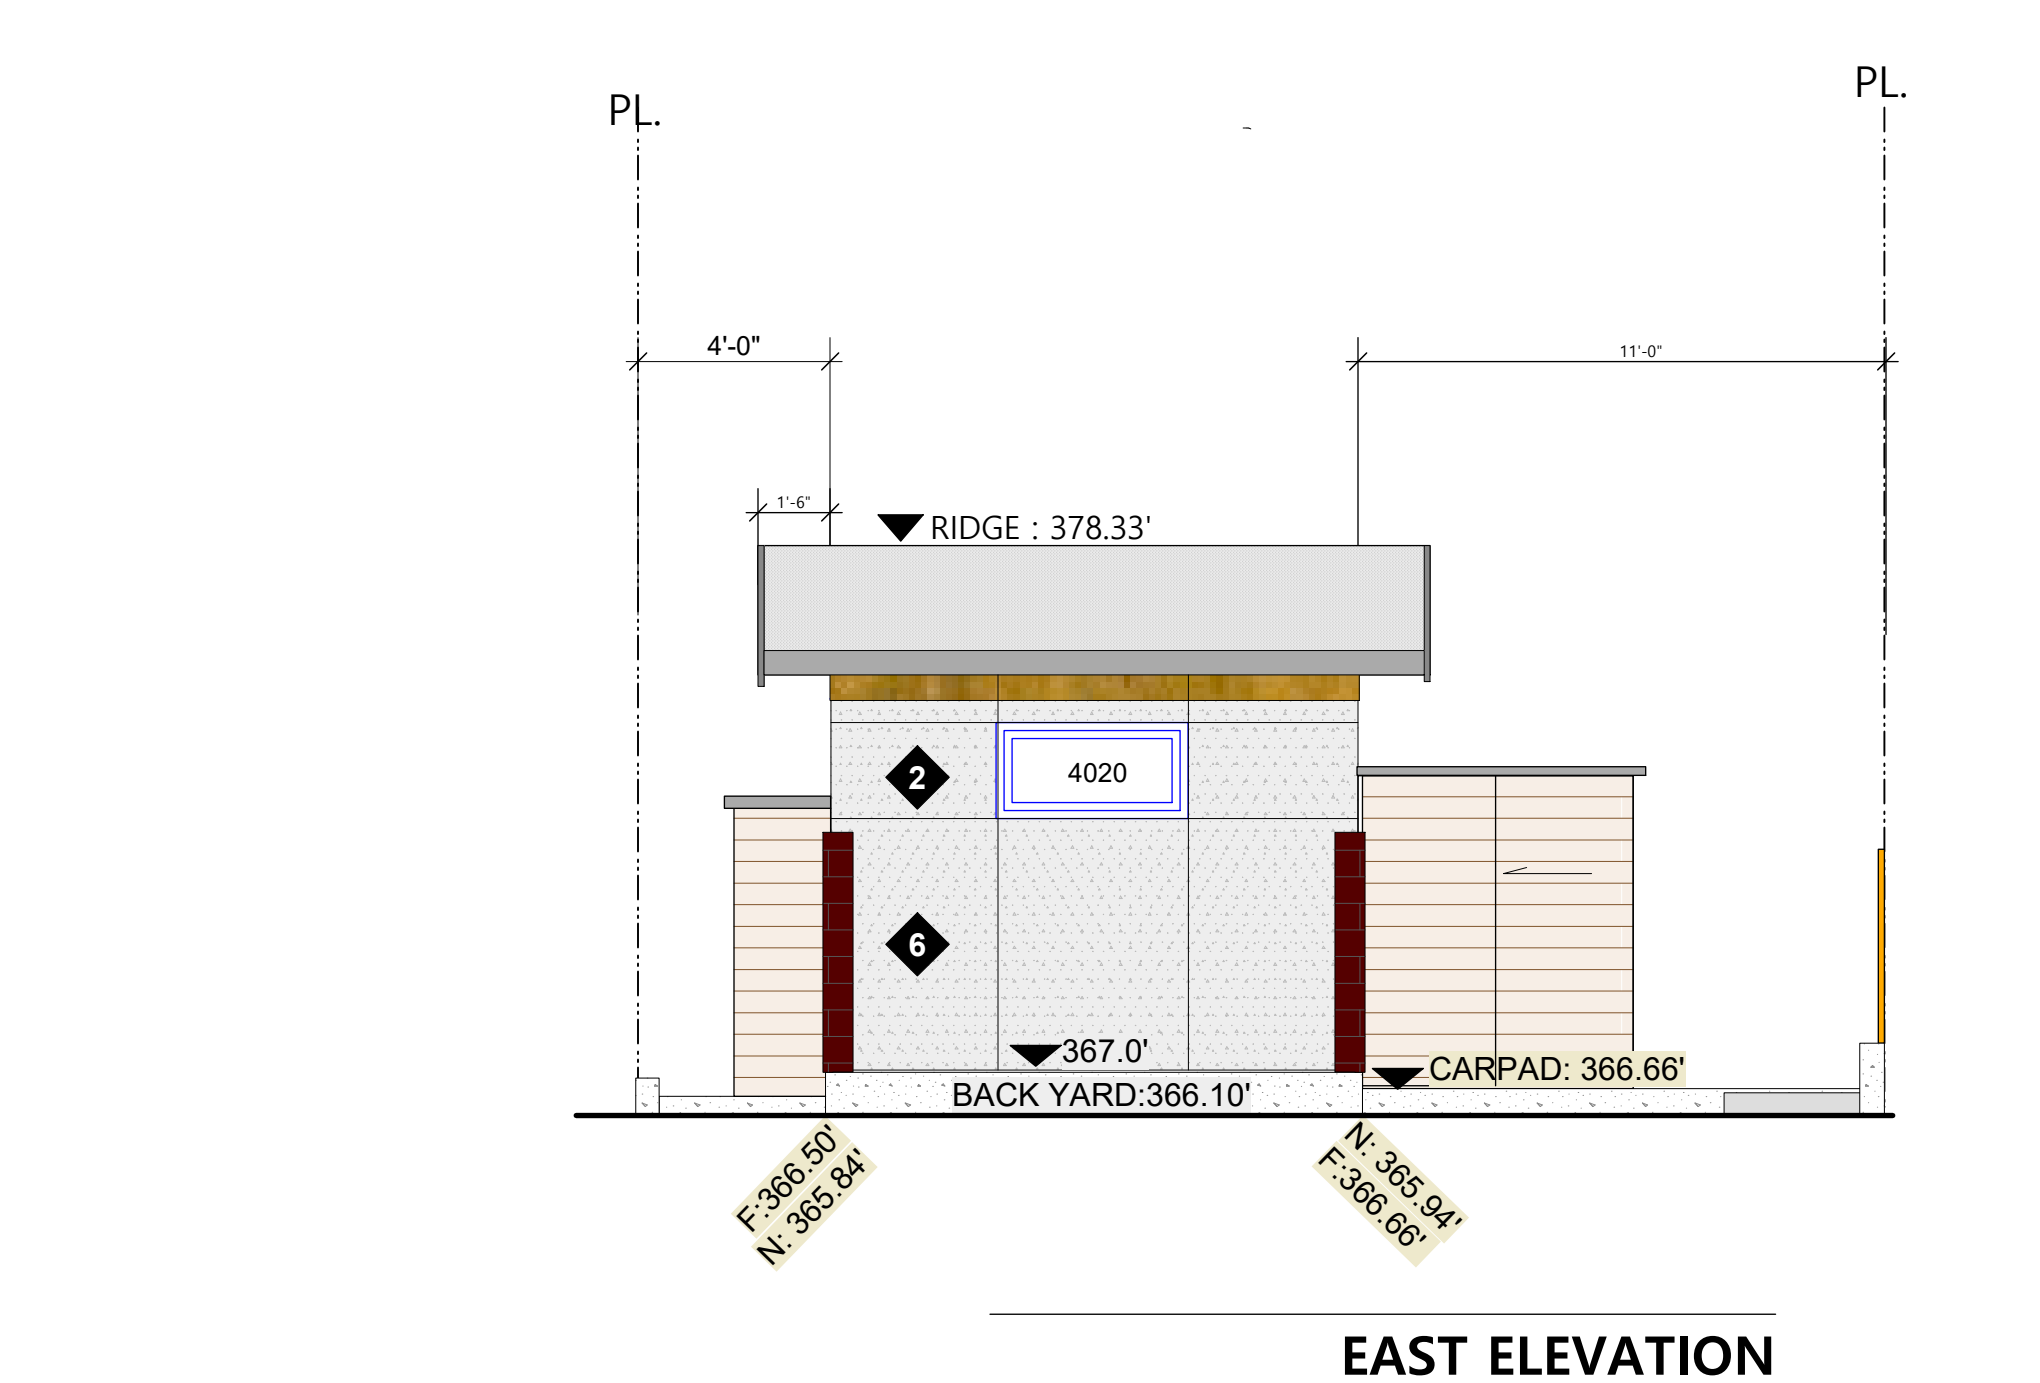 PL.
PL.
4'-0"
11'-0"
1'-6"
RIDGE : 378.33'
2
4020
6
367.0'
CARPAD: 366.66'
BACK YARD:366.10'
F:366.50'
N: 365.84'
N: 365.94'
F:366.66'
EAST ELEVATION